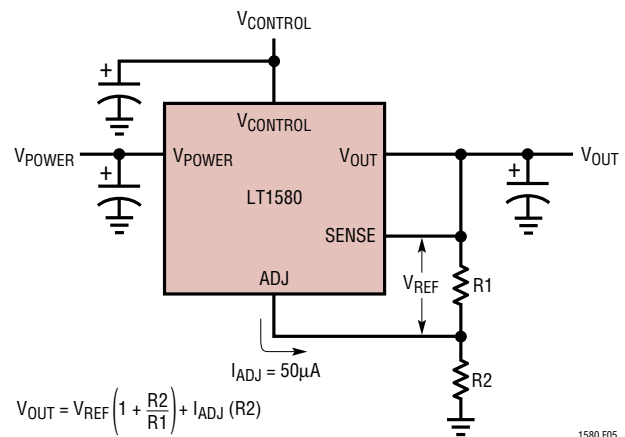 VCONTROL
+
VCONTROL
VPOWER
VPOWER
VOUT
VOUT
+
+
LT1580
SENSE
ADJ
VREF
R1
IADJ = 50µA
R2
VOUT = VREF (1 + R2/R1) + IADJ (R2)
1580 F05